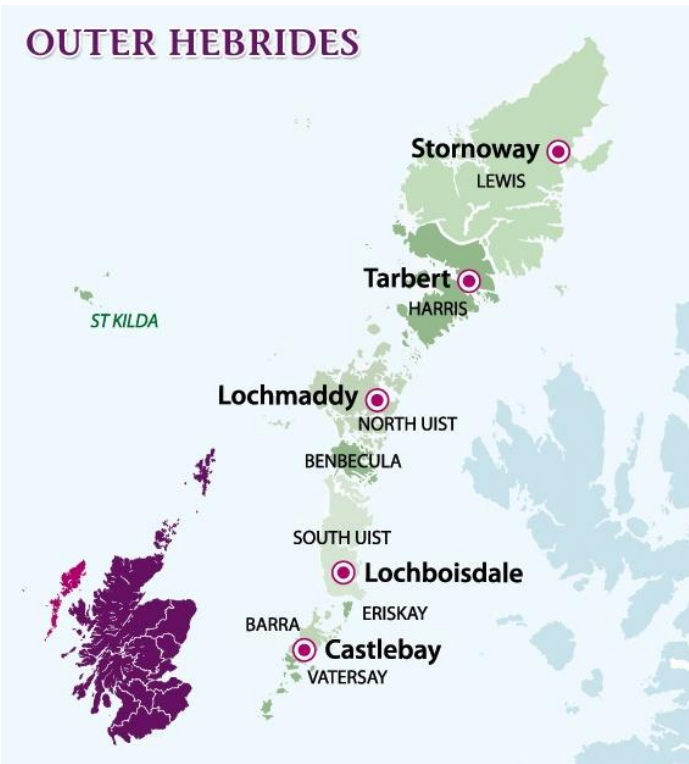 OUTER HEBRIDES
Stornoway
LEWIS
Tarbert
HARRIS
ST KILDA
Lochmaddy
NORTH UIST
BENBECULA
SOUTH UIST
Lochboisdale
ERISKAY
BARRA
Castlebay
VATERSAY